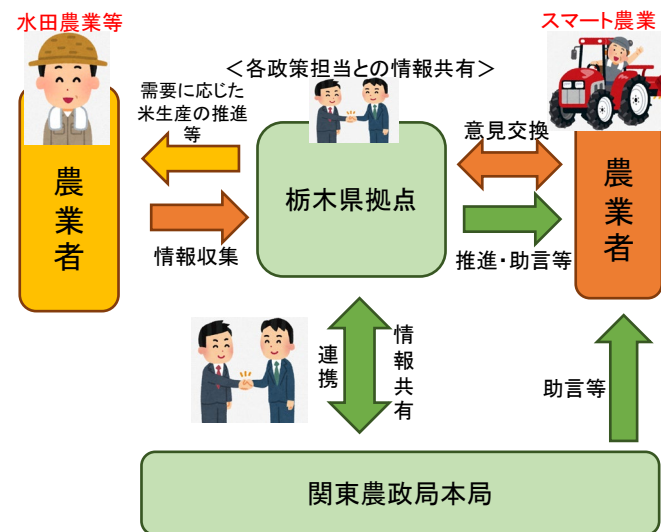 水田農業等
スマート農業
＜各政策担当との情報共有＞
需要に応じた
米生産の推進
等
意見交換
農業者
栃木県拠点
農業者
情報収集
推進・助言等
連携
情報共有
助言等
関東農政局本局